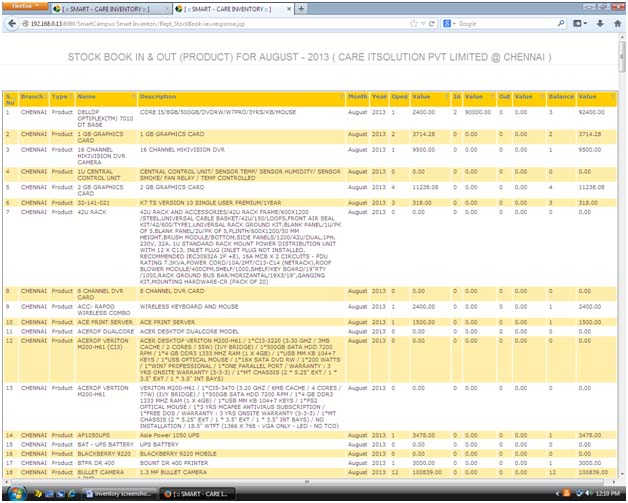 Firefox
[ :: SMART - CARE INVENTORY :: ]
[ :: SMART - CARE INVENTORY :: ]
192.168.0.13:8089/SmartCampus/Smart Inventory/Rept_StockBookviewresponse.jsp
Google
STOCK BOOK IN & OUT (PRODUCT) FOR AUGUST - 2013 ( CARE ITSOLUTION PVT LIMITED @ CHENNAI )
S. No Branch Type Name Description Month Year Open Value In Value Out Value Balance Value
1 CHENNAI Product DELLDP OPTIPLEX(TM) 7010 DT BASE CORE I5/8GB/500GB/DVDRW/W7PRO/3YRS/KB/MOUSE August 2013 1 2400.00 2 90000.00 0 0.00 3 92400.00
2 CHENNAI Product 1 GB GRAPHICS CARD 1 GB GRAPHICS CARD August 2013 2 3714.28 0 0.00 0 0.00 2 3714.28
3 CHENNAI Product 16 CHANNEL HIKIVISION DVR CAMERA 16 CHANNEL HIKIVISION DVR August 2013 1 9500.00 0 0.00 0 0.00 1 9500.00
4 CHENNAI Product 1U CENTRAL CONTROL UNIT CENTRAL CONTROL UNIT/ SENSOR TEMP/ SENSOR HUMIDITY/ SENSOR
SMOKE/ FAN RELAY / TEMP CONTROLLED August 2013 0 0.00 0 0.00 0 0.00 0 0.00
5 CHENNAI Product 2 GB GRAPHICS CARD 2 GB GRAPHICS CARD August 2013 4 11238.08 0 0.00 0 0.00 4 11238.08
6 CHENNAI Product 32-141-021 K7 TS VERSION 10 SINGLE USER PREMIUM/1YEAR August 2013 3 318.00 0 0.00 0 0.00 3 318.00
7 CHENNAI Product 42U RACK 42U RACK AND ACCESSORIES/42U RACK FRAME/600X1200 August 2013 0 0.00 0 0.00 0 0.00 0 0.00
/STEEL,UNIVERSAL CABLE BASKET/42U/150/LOOPS,FRONT AIR SEAL
KIT/42/600/TYPE1,UNIVERSAL RACK GROUND KIT,BLANK PANEL/1U/PK
OF 5,BLANK PANEL/2U/PK OF 5,PLINTH/600X1200/50 MM
HEIGHT,BRUSH MODULE/BOTTOM,SIDE PANELS/1200/42U/DUAL,1PH,
230V, 32A, 1U STANDARD RACK MOUNT POWER DISTRIBUTION UNIT
WITH 12 X C13, INLET PLUG (INLET PLUG NOT INSTALLED,
RECOMMENDED IEC30932A 2P +E), 16A MCB X 2 CIRCUITS - PDU
RATING 7.3KVA,POWER CORD/10A/2MT/C13-C14 (NETRACK),ROOF
BLOWER MODULE/400CFM,SHELF/1000,SHELF/KEY BOARD/19"RTY
/1000,RACK GROUND BUS BAR/HORIZANTAL/19X3/19",GANGING
KIT,MOUNTING HARDWARE-CR (PACK OF 20)
8 CHENNAI Product 8 CHANNEL DVR CARD 8 CHANNEL DVR CARD August 2013 0 0.00 0 0.00 0 0.00 0 0.00
9 CHENNAI Product ACC- RAPOO WIRELESS COMBO WIRELESS KEYBOARD AND MOUSE August 2013 1 2400.00 0 0.00 0 0.00 1 2400.00
10 CHENNAI Product ACE PRINT SERVER ACE PRINT SERVER August 2013 1 1500.00 0 0.00 0 0.00 1 1500.00
11 CHENNAI Product ACERDP DUALCORE ACER DUALCORE MODEL August 2013 0 0.00 0 0.00 0 0.00 0 0.00
12 CHENNAI Product ACERDP VERITON M200-H61 (CI3) ACER DESKTOP VERITON M200-H61 / 1*CI3-3220 (3.30 GHZ / 3MB August 2013 0 0.00 0 0.00 0 0.00 0 0.00
CACHE / 2 CORES / 55W) (IVY BRIDGE) / 1*500GB SATA HDD 7200
RPM / 1*4 GB DDR3 1333 MHZ RAM (1 X 4GB) / 1*USB MM KB 104+7
KEYS / 1*USB OPTICAL MOUSE / 1*16X SATA DVD RW / 1*200 WATTS
/ 1*WIN7 PROFESSIONAL / 1*ONE PARALLEL PORT / WARRANTY : 3
YRS ONSITE WARRANTY (3-3-3) / 1*MT CHASSIS (2 * 5.25" EXT / 1 *
3.5" EXT / 1 * 3.5" INT BAYS)
13 CHENNAI Product ACERDP VERTION M200-H61 VERITON M200-H61 / 1*CI5-3470 (3.20 GHZ / 6MB CACHE / 4 CORES / August 2013 0 0.00 0 0.00 0 0.00 0 0.00
77W) (IVY BRIDGE) / 1*500GB SATA HDD 7200 RPM / 1*4 GB DDR3
1333 MHZ RAM (1 X 4GB) / 1*USB MM KB 104+7 KEYS / 1*PS2
OPTICAL MOUSE / 1*3 YRS MCAFEE ANTIVIRUS SUBSCRIPTION /
1*FREE DOS / WARRANTY : 3 YRS ONSITE WARRANTY (3-3-3) / 1*MT
CHASSIS (2 * 5.25" EXT / 1 * 3.5" EXT / 1 * 3.5" INT BAYS) / NO
INSTALLATION / 18.5" WTFT (1366 X 768 - VGA ONLY - LED - NO TCO)
14 CHENNAI Product AP1050UPS Asia Power 1050 UPS August 2013 1 3478.00 0 0.00 0 0.00 1 3478.00
15 CHENNAI Product BAT - UPS BATTERY UPS BATTERY August 2013 0 0.00 0 0.00 0 0.00 0 0.00
16 CHENNAI Product BLACKBERRY 9220 BLACKBERRY 9220 MOBILE August 2013 0 0.00 0 0.00 0 0.00 0 0.00
17 CHENNAI Product BTPR DR 400 BOUNT DR 400 PRINTER August 2013 1 3000.00 0 0.00 0 0.00 1 3000.00
18 CHENNAI Product BULLET CAMERA 1.3 MP BULLET CAMERA August 2013 12 100839.00 0 0.00 0 0.00 12 100839.00
inventory screensho...
[ :: SMART - CARE I...
12:10 PM